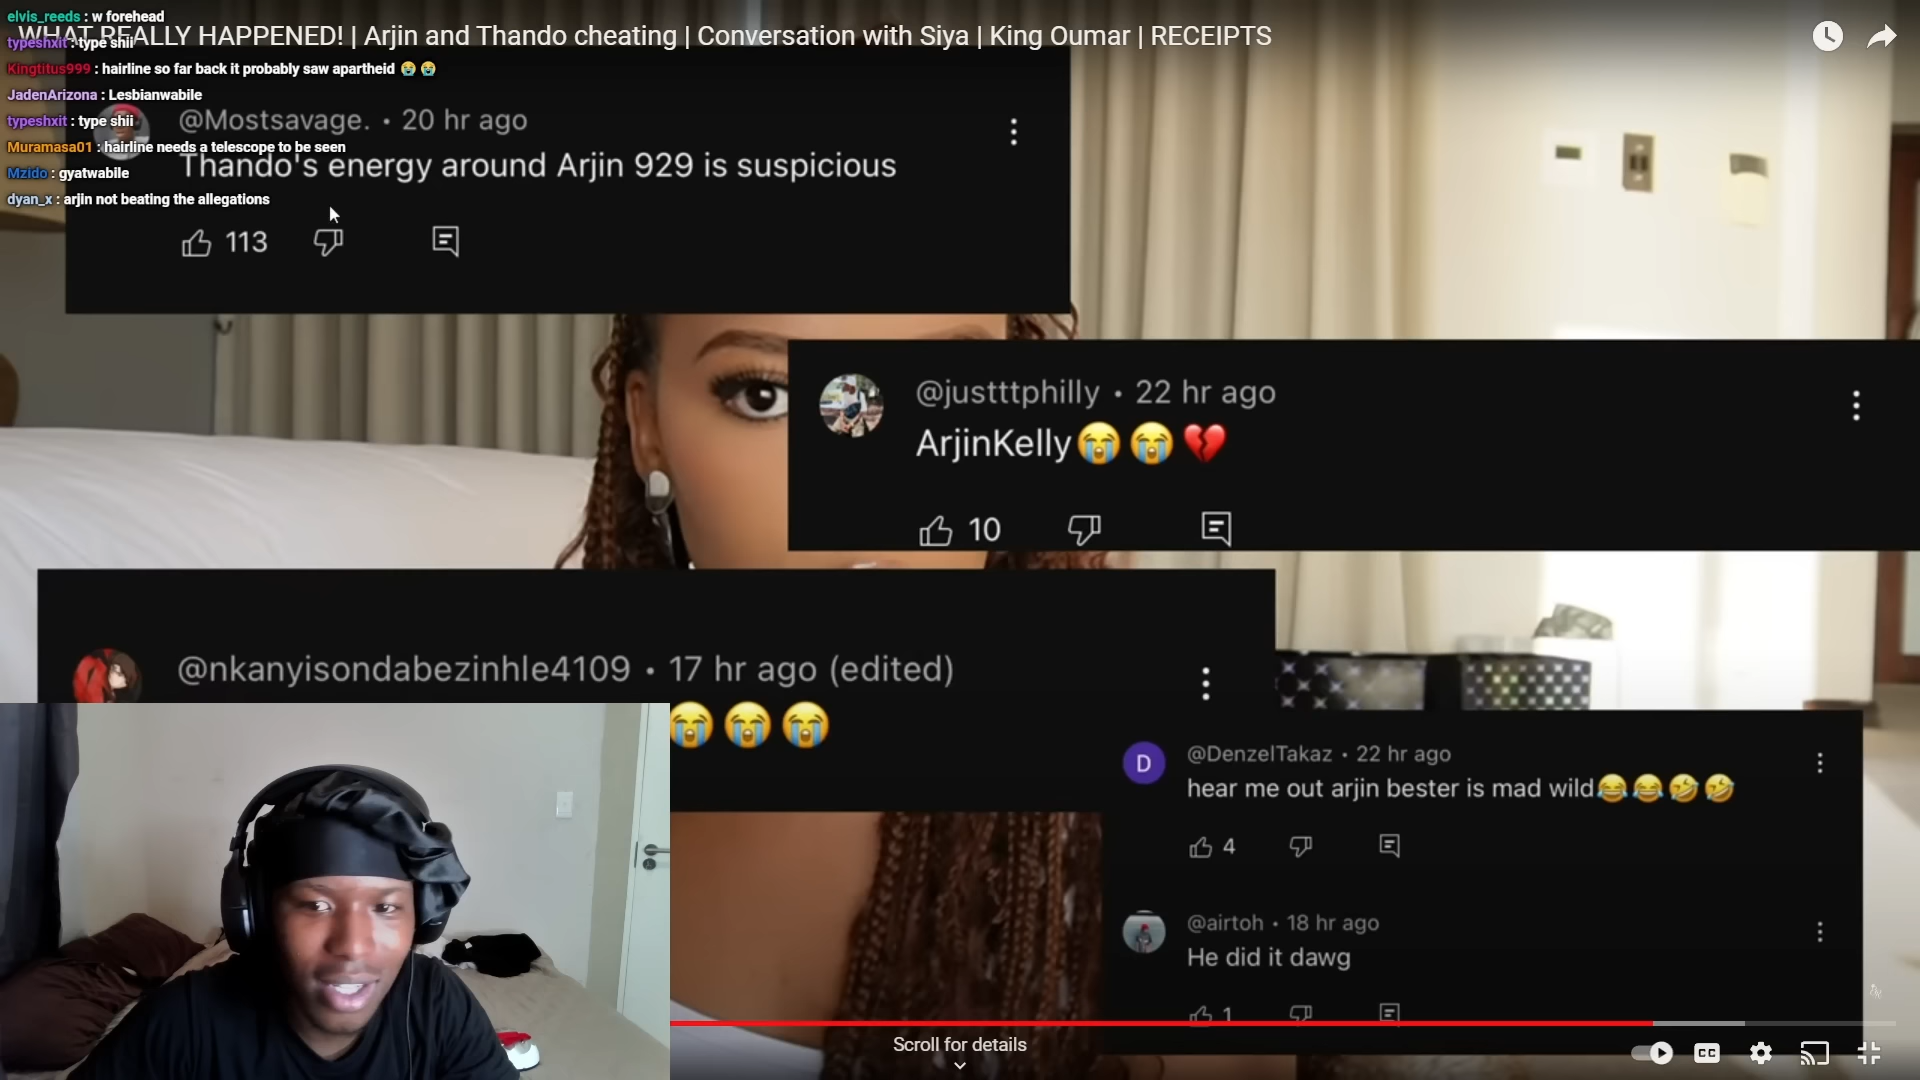 elvis_reeds : w forehead
WHAT REALLY HAPPENED! | Arjin and Thando cheating | Conversation with Siya | King Oumar | RECEIPTS
typeshxit : type shii
Kingtitus999 : hairline so far back it probably saw apartheid 😭 😭
JadenArizona : Lesbianwabile
typeshxit : type shii
Muramasa01 : hairline needs a telescope to be seen
Mzido : gyatwabile
dyan_x : arjin not beating the allegations
@Mostsavage. • 20 hr ago
Thando's energy around Arjin 929 is suspicious
113
@justttphilly • 22 hr ago
ArjinKelly😭😭💔
10
@nkanyisondabezinhle4109 • 17 hr ago (edited)
😭😭😭
@DenzelTakaz • 22 hr ago
D
hear me out arjin bester is mad wild😂😂🤣🤣
4
@airtoh • 18 hr ago
He did it dawg
1
Scroll for details
CC